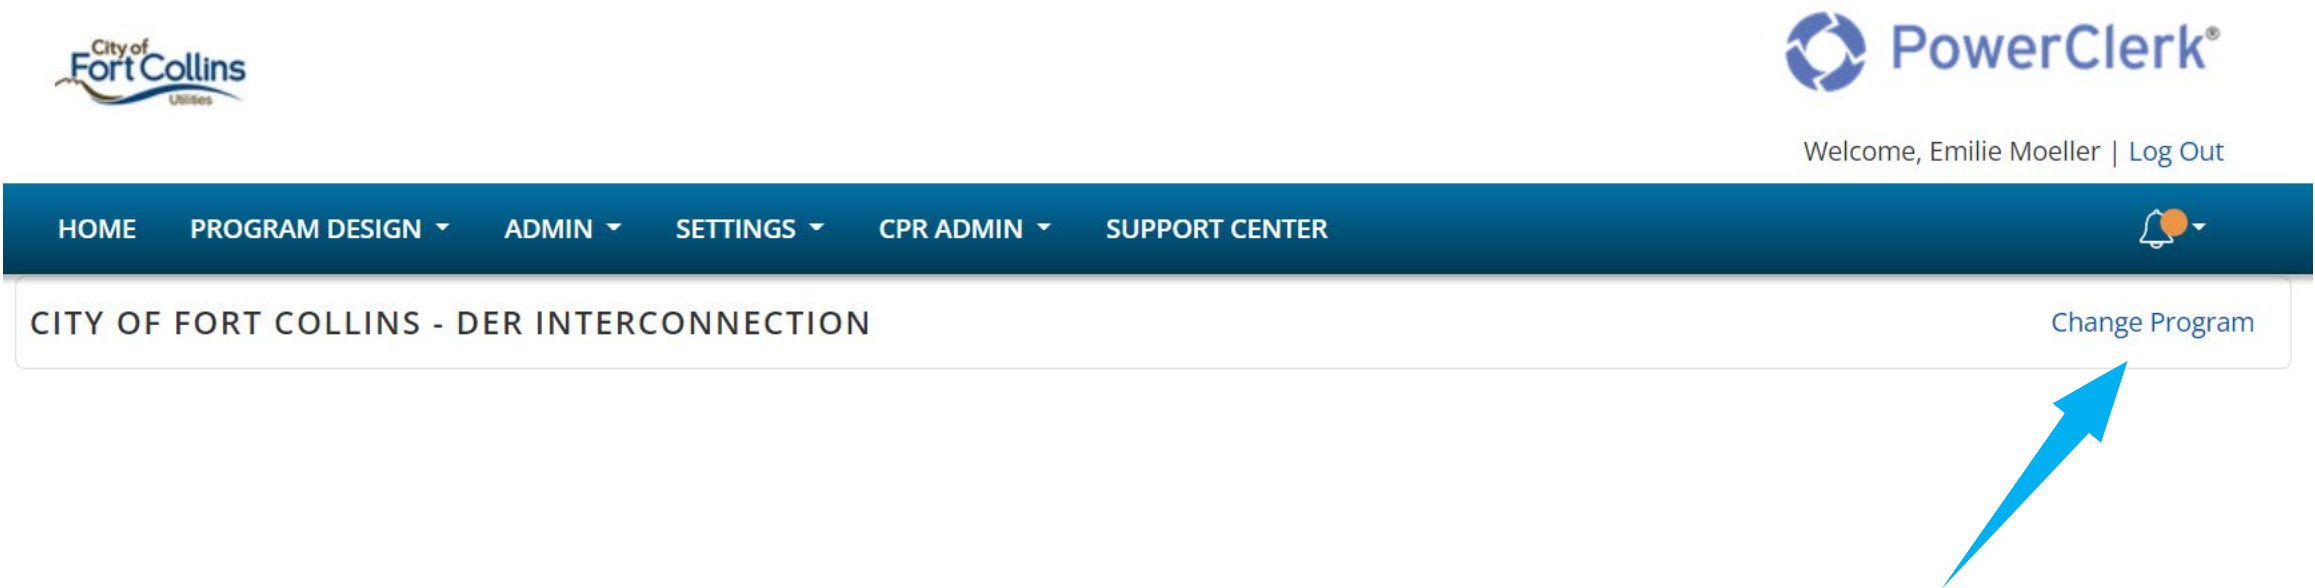 City of
Fort Collins
Utilities
PowerClerk®
Welcome, Emilie Moeller | Log Out
HOME PROGRAM DESIGN ADMIN SETTINGS CPR ADMIN SUPPORT CENTER
CITY OF FORT COLLINS - DER INTERCONNECTION Change Program